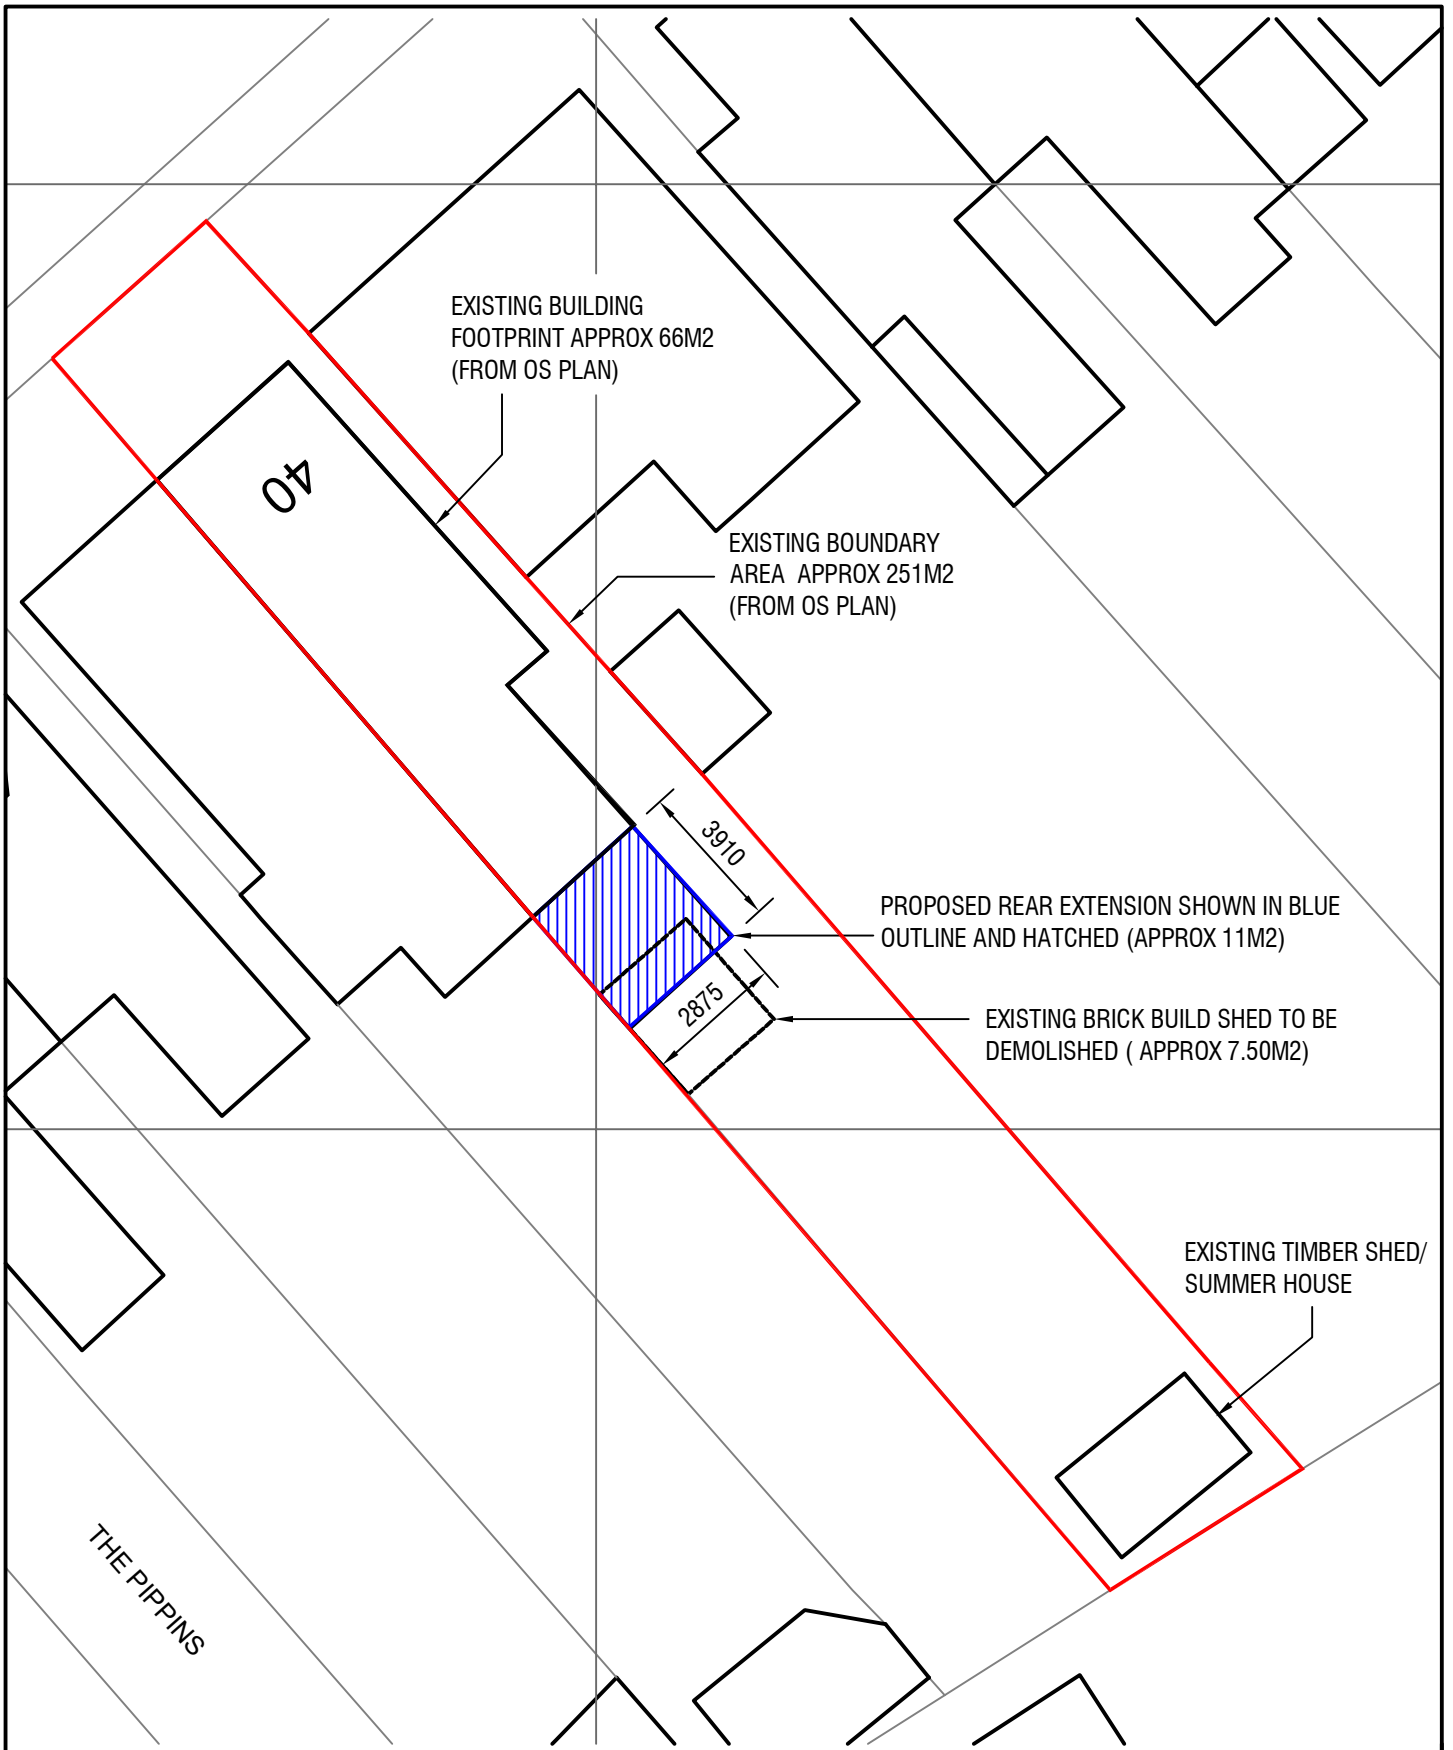 EXISTING BUILDING
FOOTPRINT APPROX 66M2
(FROM OS PLAN)
40
EXISTING BOUNDARY
AREA APPROX 251M2
(FROM OS PLAN)
3910
PROPOSED REAR EXTENSION SHOWN IN BLUE
OUTLINE AND HATCHED (APPROX 11M2)
2875
EXISTING BRICK BUILD SHED TO BE
DEMOLISHED ( APPROX 7.50M2)
EXISTING TIMBER SHED/
SUMMER HOUSE
THE PIPPINS